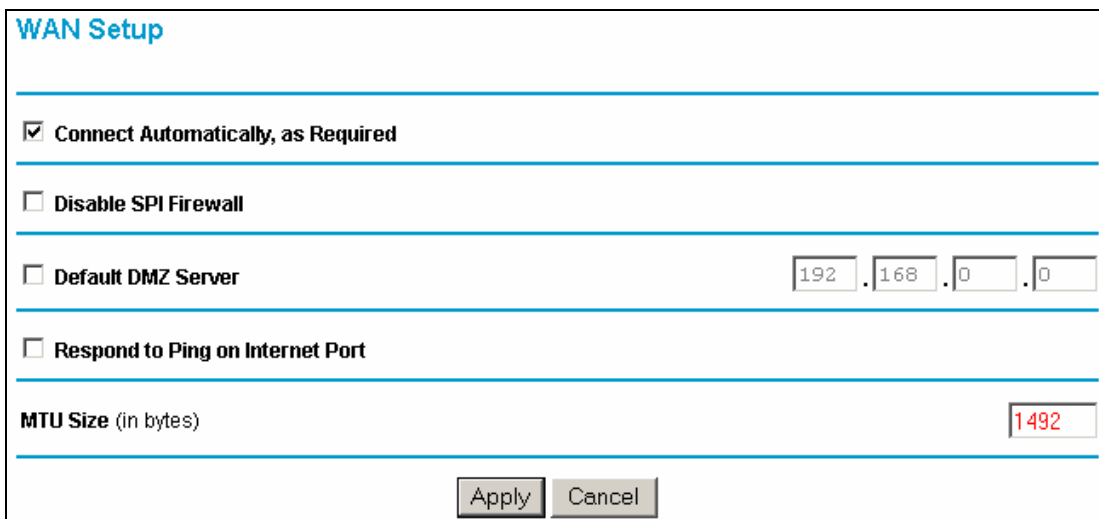 WAN Setup
Connect Automatically, as Required
Disable SPI Firewall
Default DMZ Server 192 . 168 . 0 . 0
Respond to Ping on Internet Port
MTU Size (in bytes) 1492
Apply Cancel